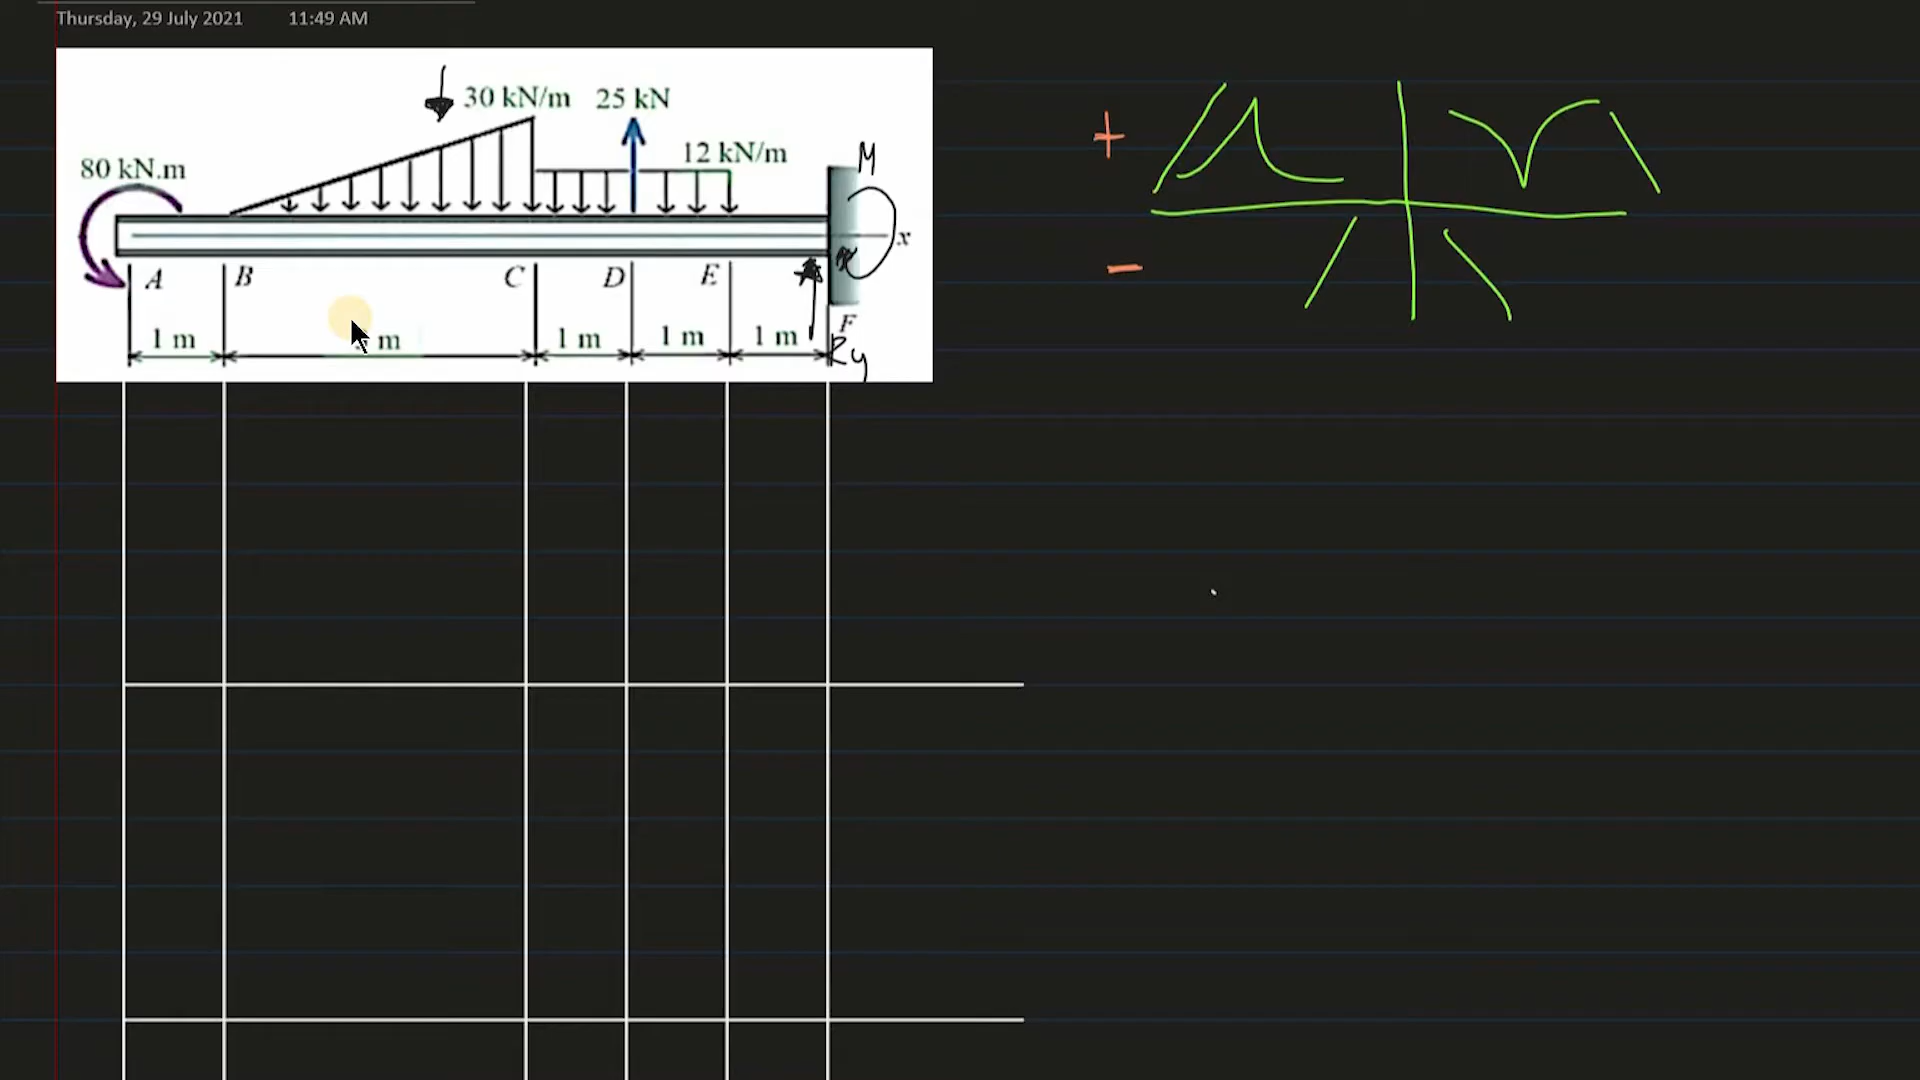 Thursday, 29 July 2021 11:49 AM
30 kN/m 25 kN
12 kN/m M
80 kN.m
x
A B C D E
F
1 m m 1 m 1 m 1 m
Ry
+
-